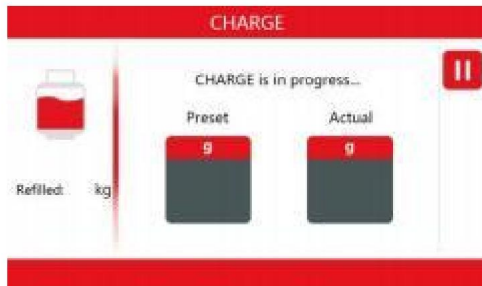 CHARGE
CHARGE is in progress...
Preset Actual
g g
Refilled: kg